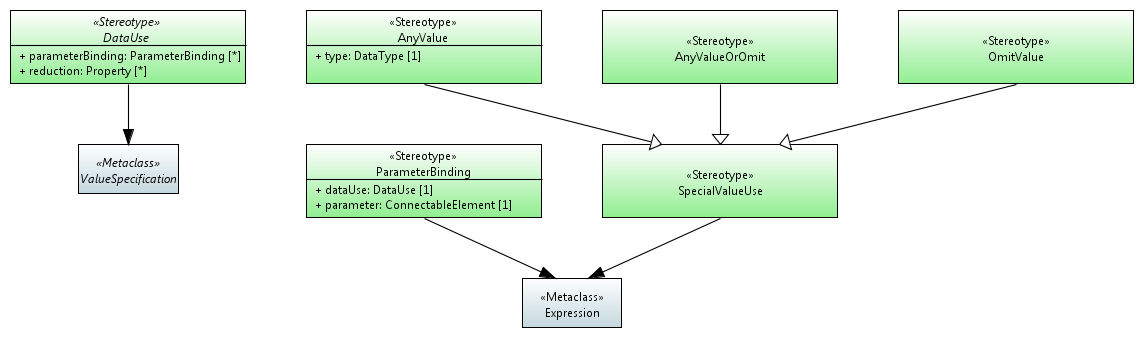 «Stereotype»
DataUse
+ parameterBinding: ParameterBinding [*]
+ reduction: Property [*]
«Stereotype»
AnyValue
+ type: DataType [1]
«Stereotype»
AnyValueOrOmit
«Stereotype»
OmitValue
«Metaclass»
ValueSpecification
«Stereotype»
ParameterBinding
+ dataUse: DataUse [1]
+ parameter: ConnectableElement [1]
«Stereotype»
SpecialValueUse
«Metaclass»
Expression